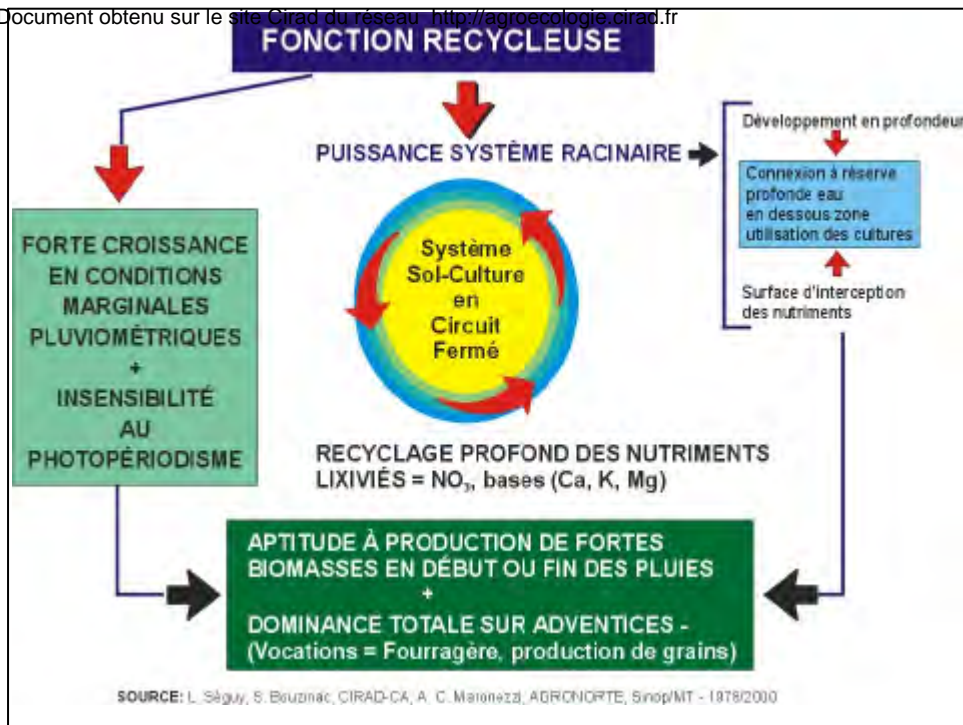 Document obtenu sur le site Cirad du réseau http://agroecologie.cirad.fr
FONCTION RECYCLEUSE
PUISSANCE SYSTÈME RACINAIRE
Développement en profondeur
Connexion à réserve
profonde eau
en dessous zone
utilisation des cultures
Surface d'interception
des nutriments
FORTE CROISSANCE
EN CONDITIONS
MARGINALES
PLUVIOMÉTRIQUES
+
INSENSIBILITÉ
AU
PHOTOPÉRIODISME
Système
Sol-Culture
en
Circuit
Fermé
RECYCLAGE PROFOND DES NUTRIMENTS
LIXIVIÉS = NO₃, bases (Ca, K, Mg)
APTITUDE À PRODUCTION DE FORTES
BIOMASSES EN DÉBUT OU FIN DES PLUIES
+
DOMINANCE TOTALE SUR ADVENTICES -
(Vocations = Fourragère, production de grains)
SOURCE: L. Séguy, S. Bouzinac, CIRAD-CA, A. C. Maronezzi, AGRONORTE, Sinop/MT - 1978/2000